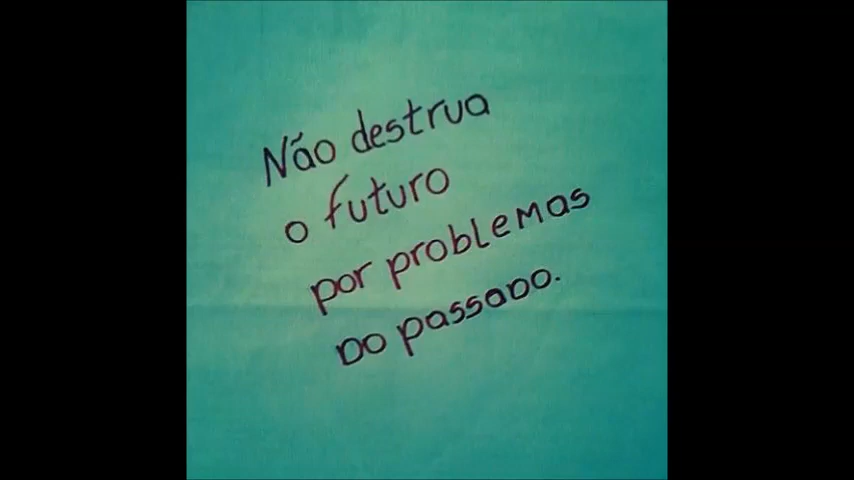 Não destrua
o futuro
por problemas
do passado.